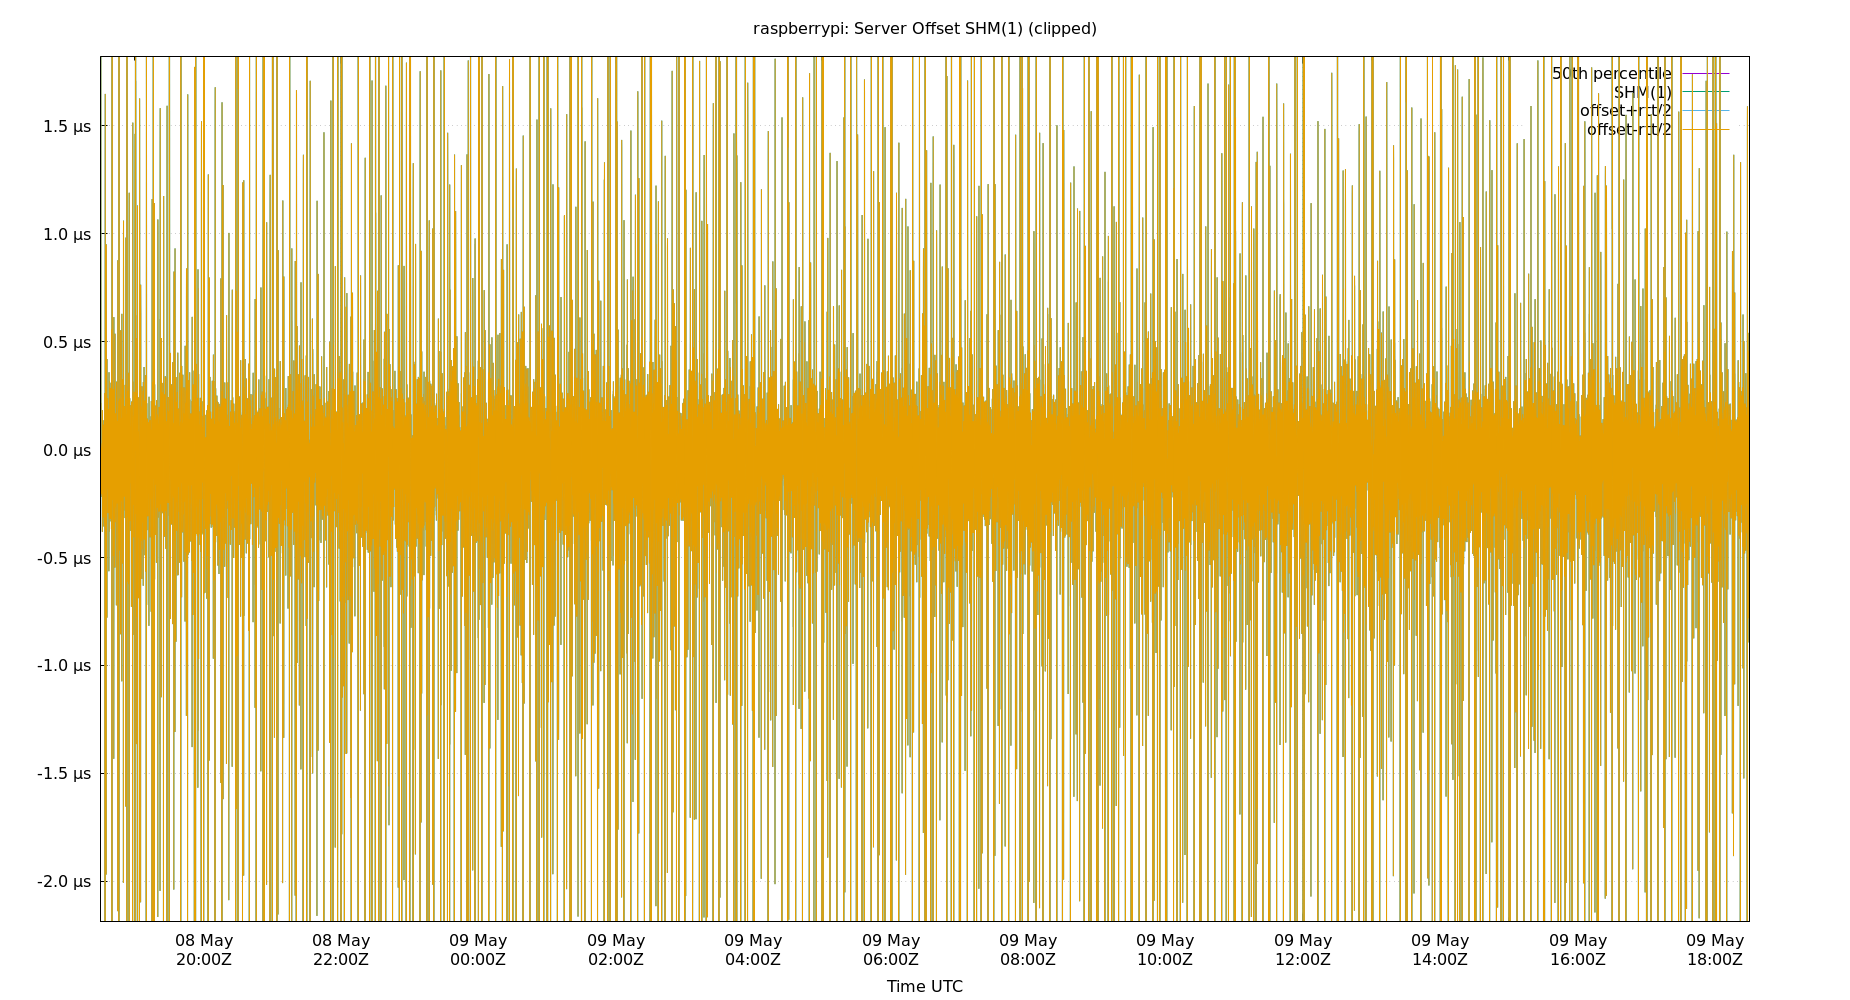 raspberrypi: Server Offset SHM(1) (clipped)
50th percentile
SHM(1)
offset+rtt/2
offset-rtt/2
1.5 µs
1.0 µs
0.5 µs
0.0 µs
-0.5 µs
-1.0 µs
-1.5 µs
-2.0 µs
08 May 08 May 09 May 09 May 09 May 09 May 09 May 09 May 09 May 09 May 09 May 09 May
20:00Z 22:00Z 00:00Z 02:00Z 04:00Z 06:00Z 08:00Z 10:00Z 12:00Z 14:00Z 16:00Z 18:00Z
Time UTC